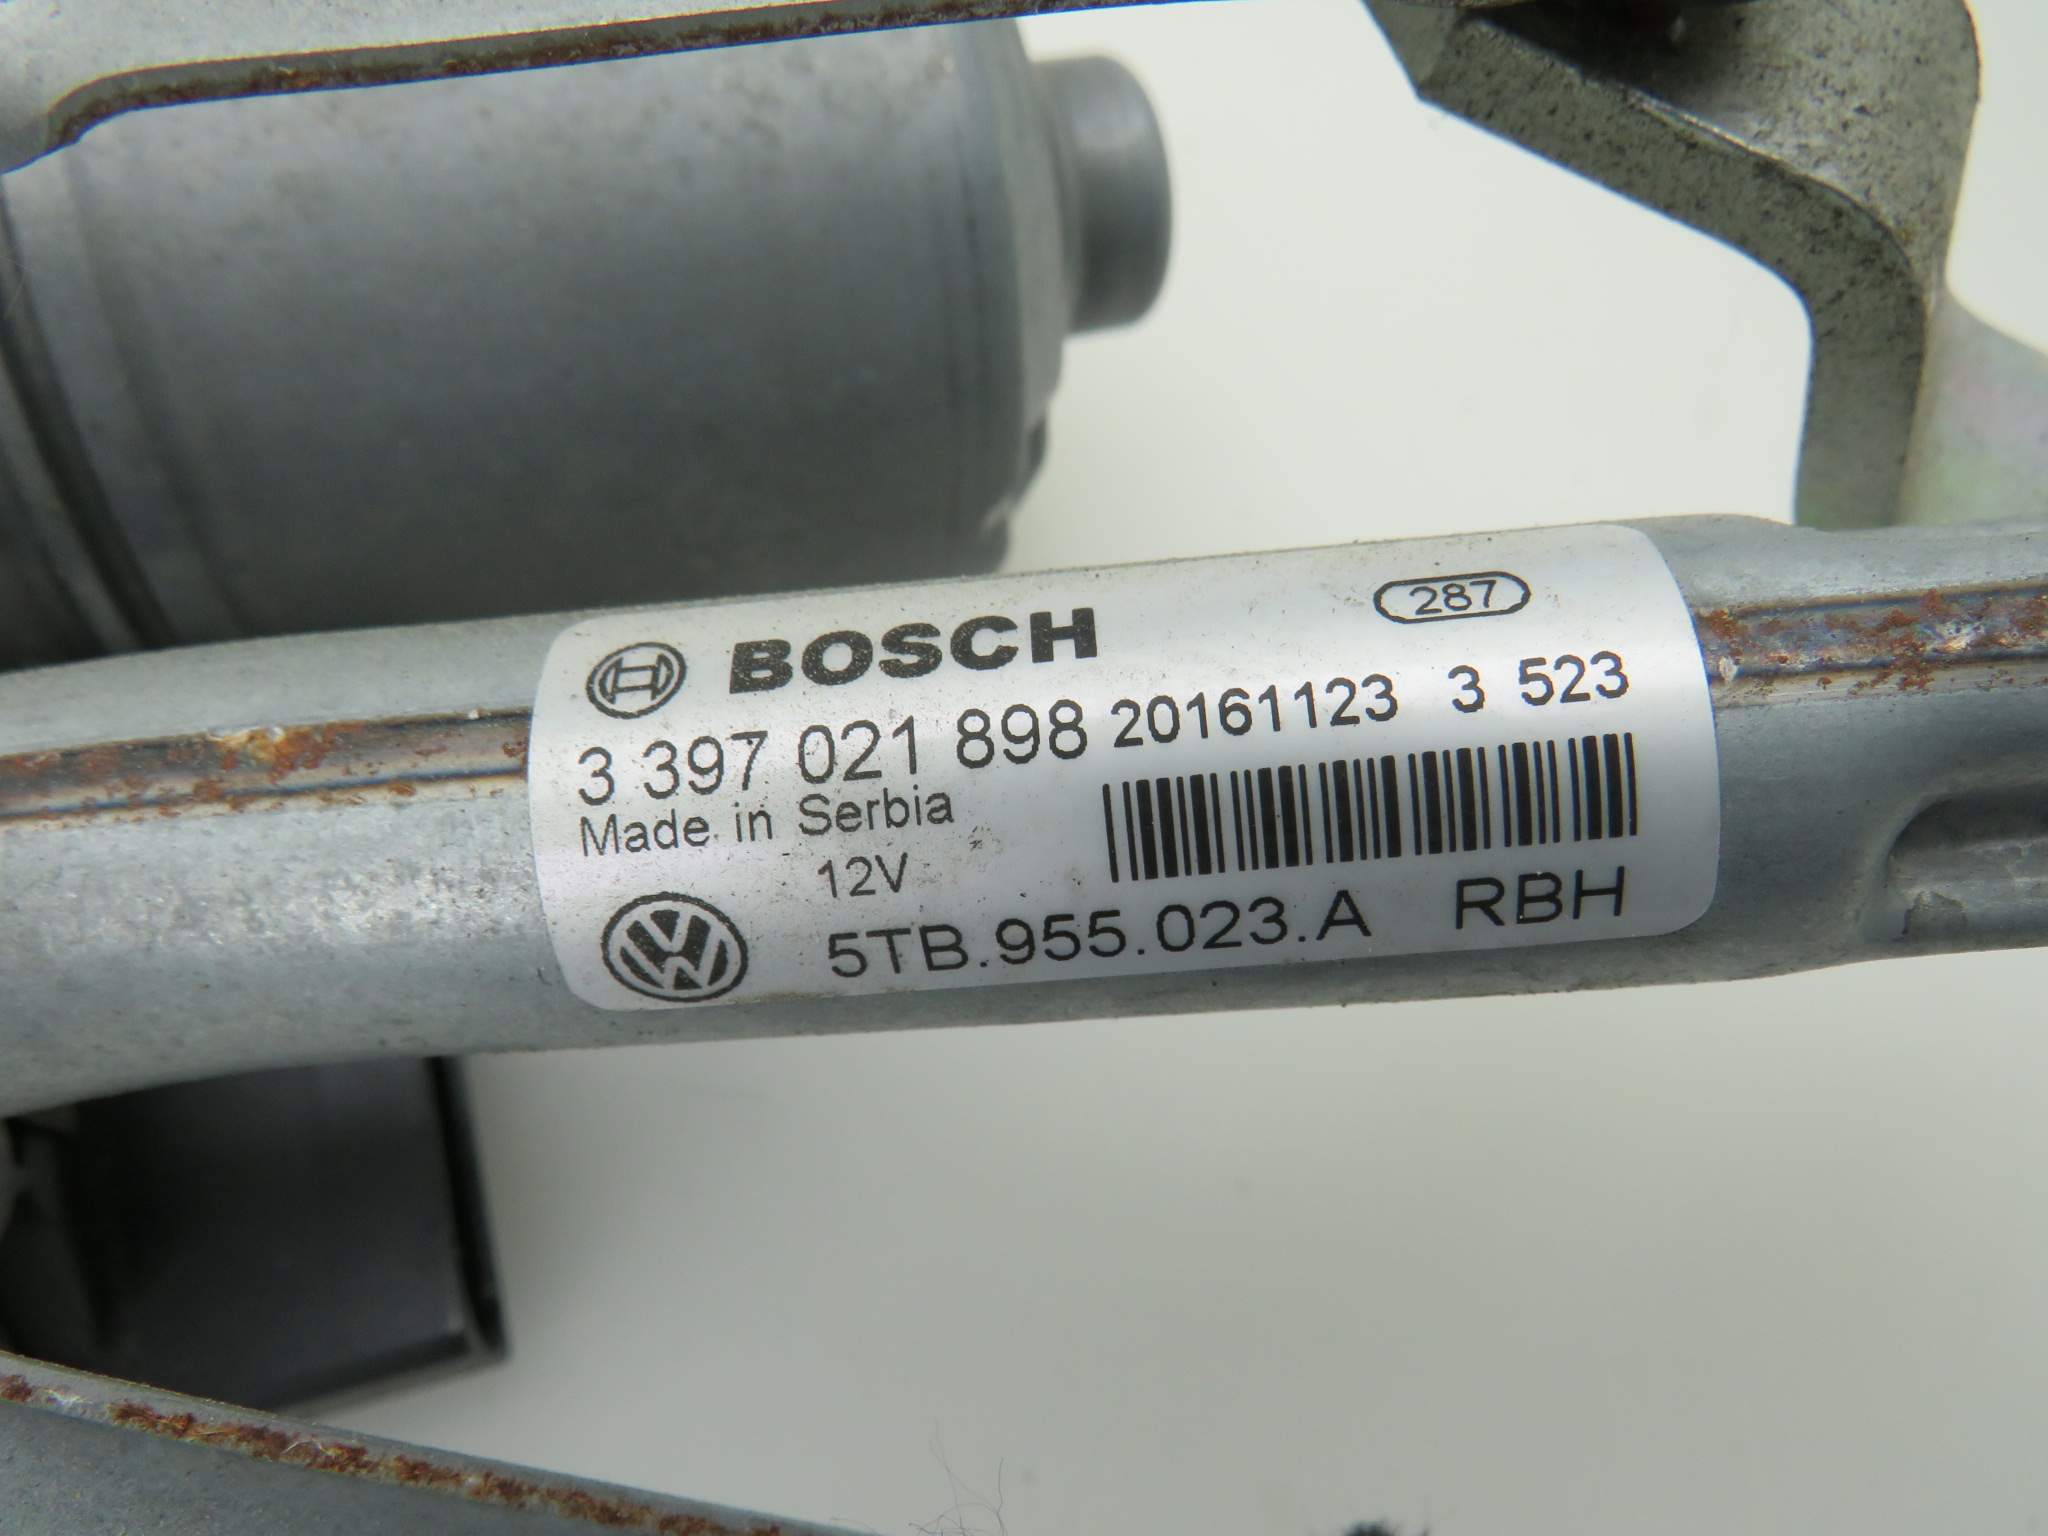 BOSCH 287
3 397 021 898 20161123 3 523
Made in Serbia
12V
5TB.955.023.A RBH